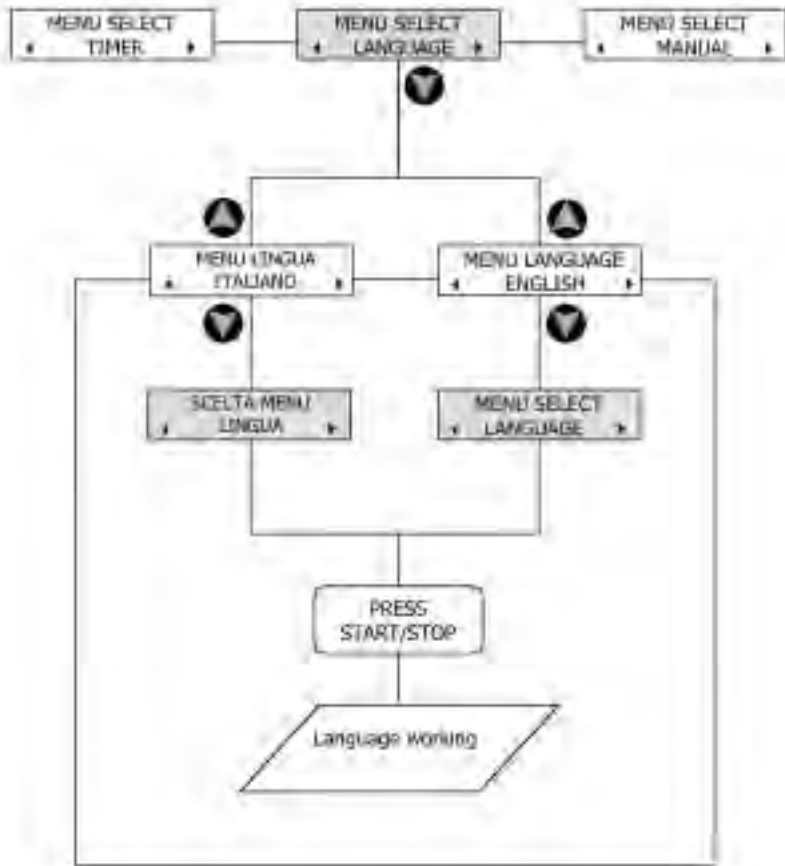 MENU SELECT
TIMER
MENU SELECT
LANGUAGE
MENU SELECT
MANUAL
MENU LINGUA
ITALIANO
MENU LANGUAGE
ENGLISH
SCELTA MENU
LINGUA
MENU SELECT
LANGUAGE
PRESS
START/STOP
Language working